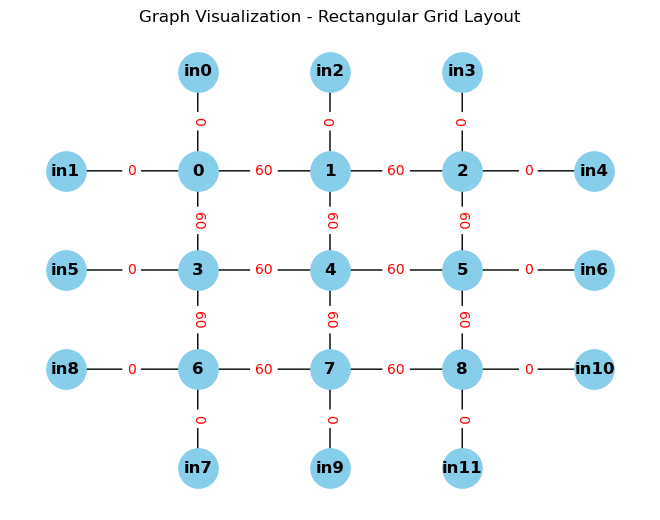 Graph Visualization - Rectangular Grid Layout
in0 in2 in3
0 0 0
in1 0 0 60 1 60 2 0 in4
60 60 60
in5 0 3 60 4 60 5 0 in6
60 60 60
in8 0 6 60 7 60 8 0 in10
0 0 0
in7 in9 in11